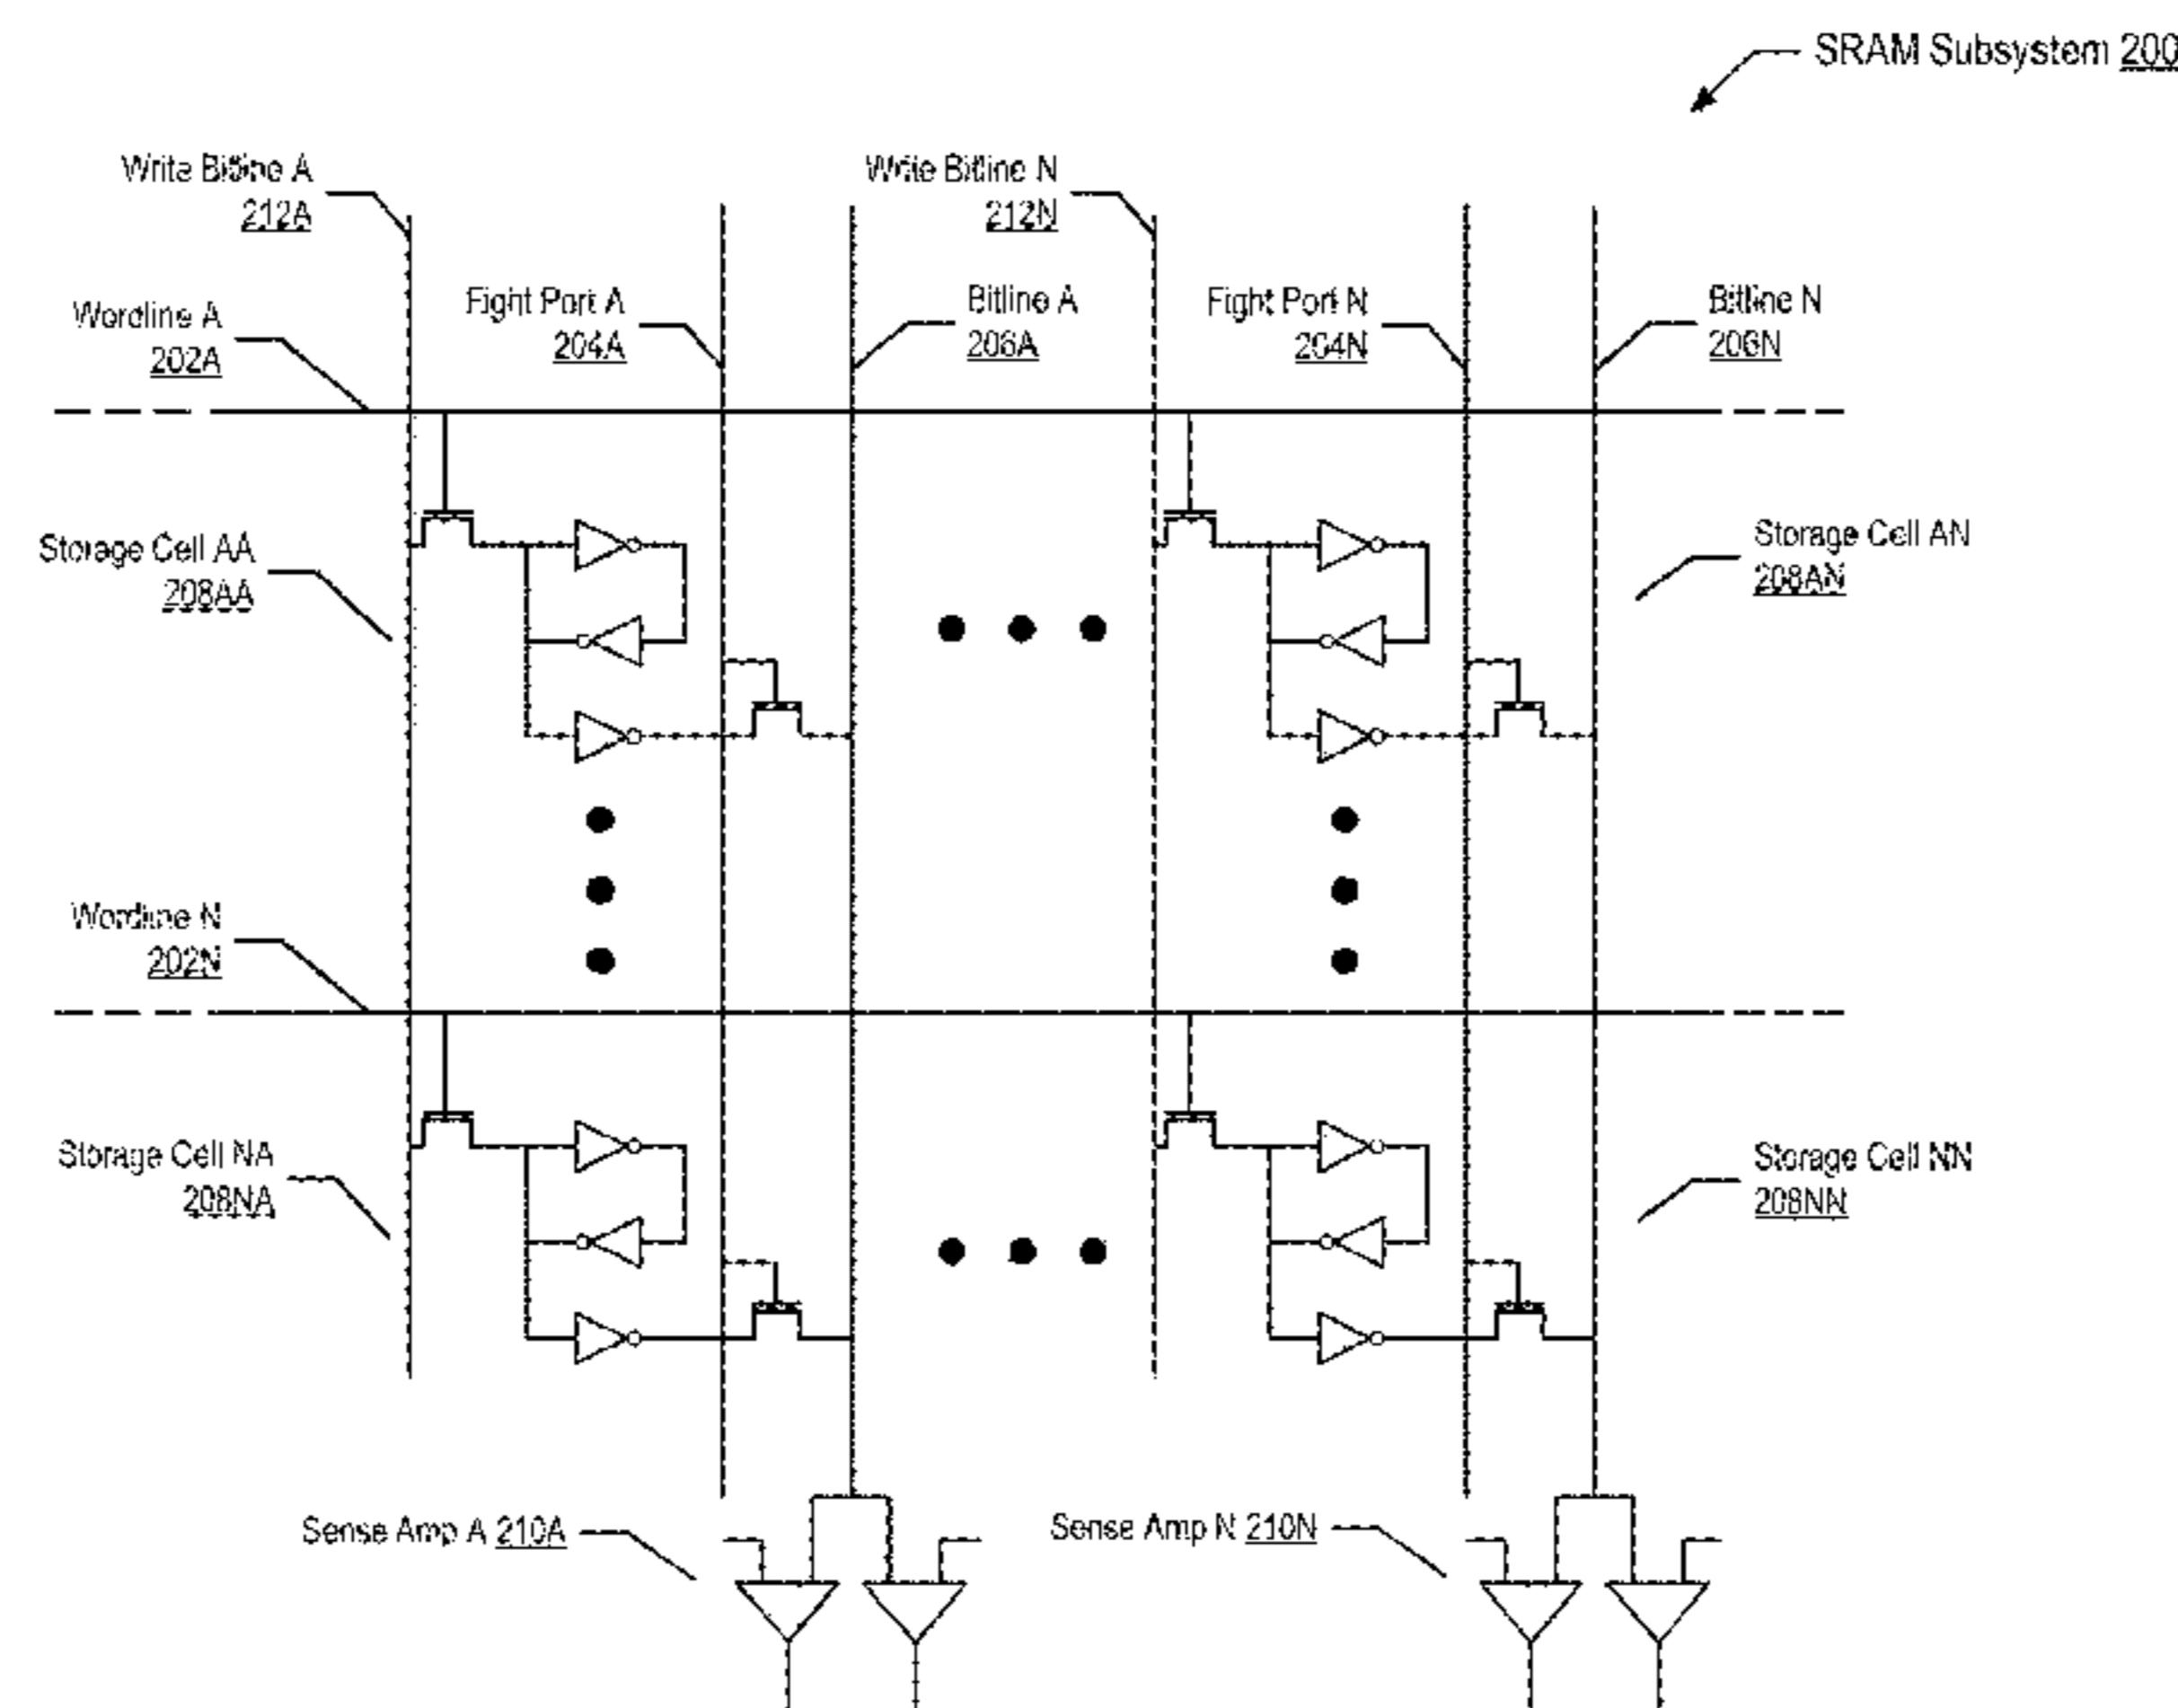 SRAM Subsystem 200
Write Bitline A
212A
Write Bitline N
212N
Wordline A
202A
Fight Port A
204A
Bitline A
206A
Fight Port N
204N
Bitline N
206N
Storage Cell AA
208AA
Storage Cell AN
208AN
Wordline N
202N
Storage Cell NA
208NA
Storage Cell NN
208NN
Sense Amp A 210A
Sense Amp N 210N